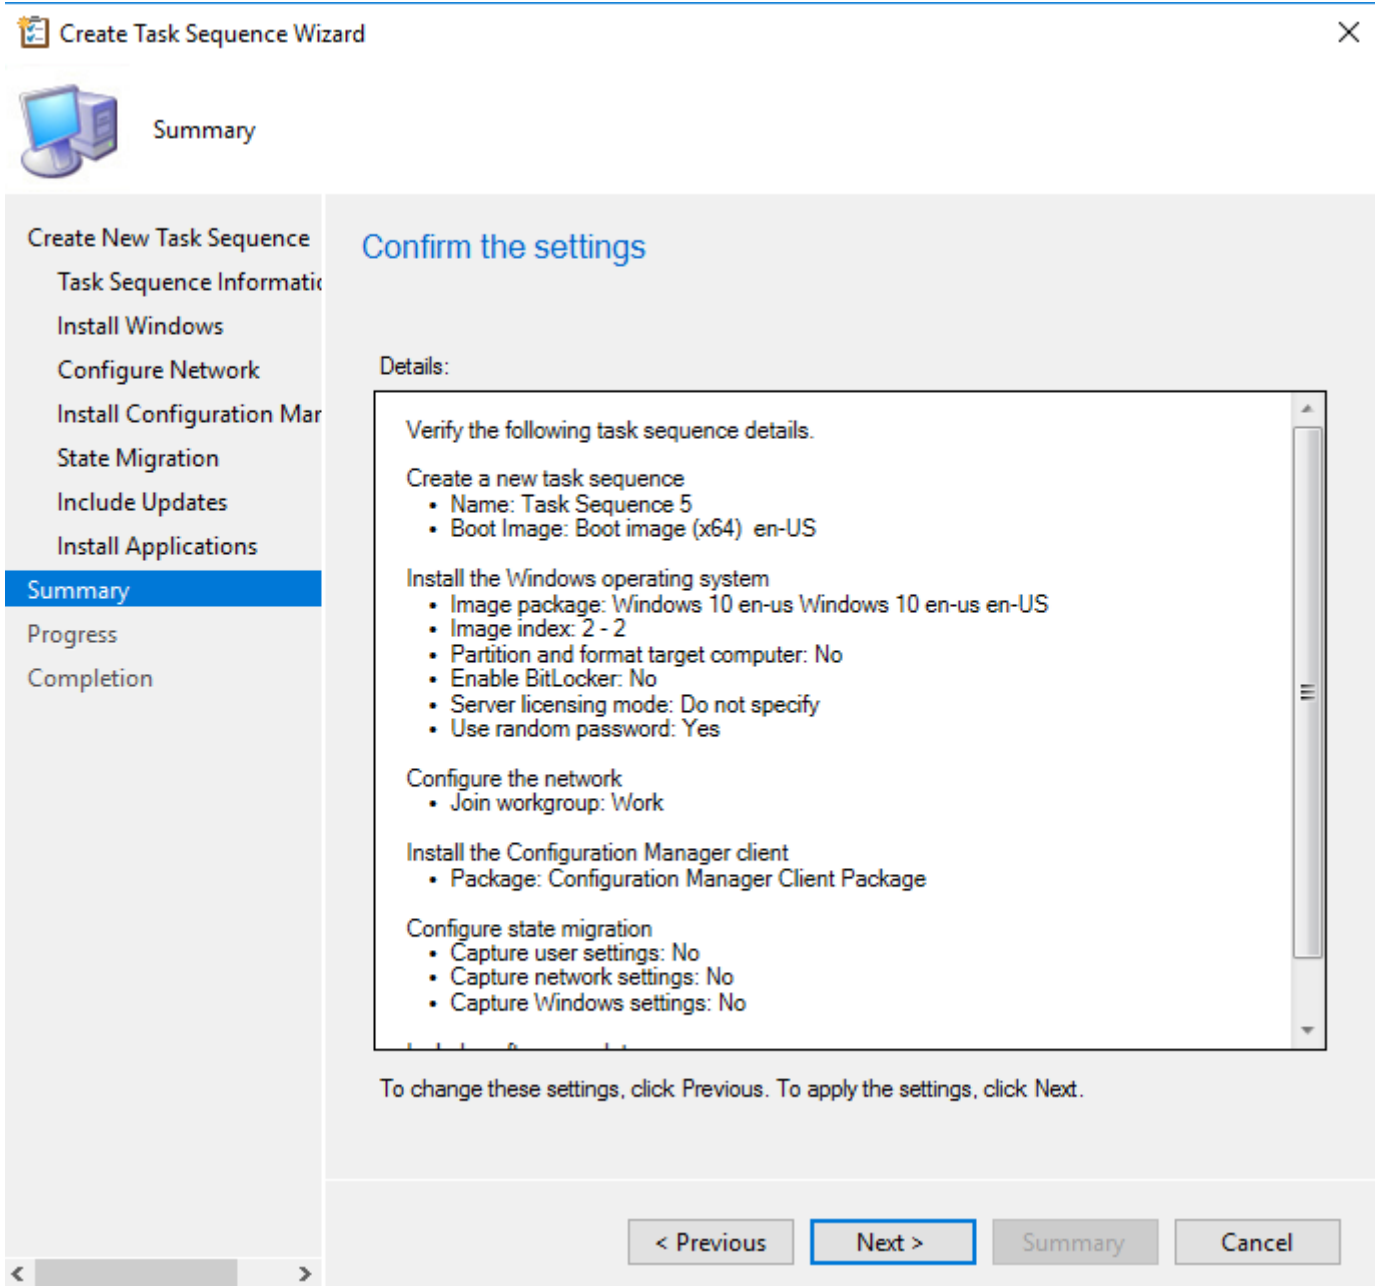 Create Task Sequence Wizard
Summary
Create New Task Sequence
Task Sequence Informatio
Install Windows
Configure Network
Install Configuration Mar
State Migration
Include Updates
Install Applications
Summary
Progress
Completion
Confirm the settings
Details:
Verify the following task sequence details.
Create a new task sequence
• Name: Task Sequence 5
• Boot Image: Boot image (x64) en-US
Install the Windows operating system
• Image package: Windows 10 en-us Windows 10 en-us en-US
• Image index: 2 - 2
• Partition and format target computer: No
• Enable BitLocker: No
• Server licensing mode: Do not specify
• Use random password: Yes
Configure the network
• Join workgroup: Work
Install the Configuration Manager client
• Package: Configuration Manager Client Package
Configure state migration
• Capture user settings: No
• Capture network settings: No
• Capture Windows settings: No
To change these settings, click Previous. To apply the settings, click Next.
< Previous
Next >
Summary
Cancel